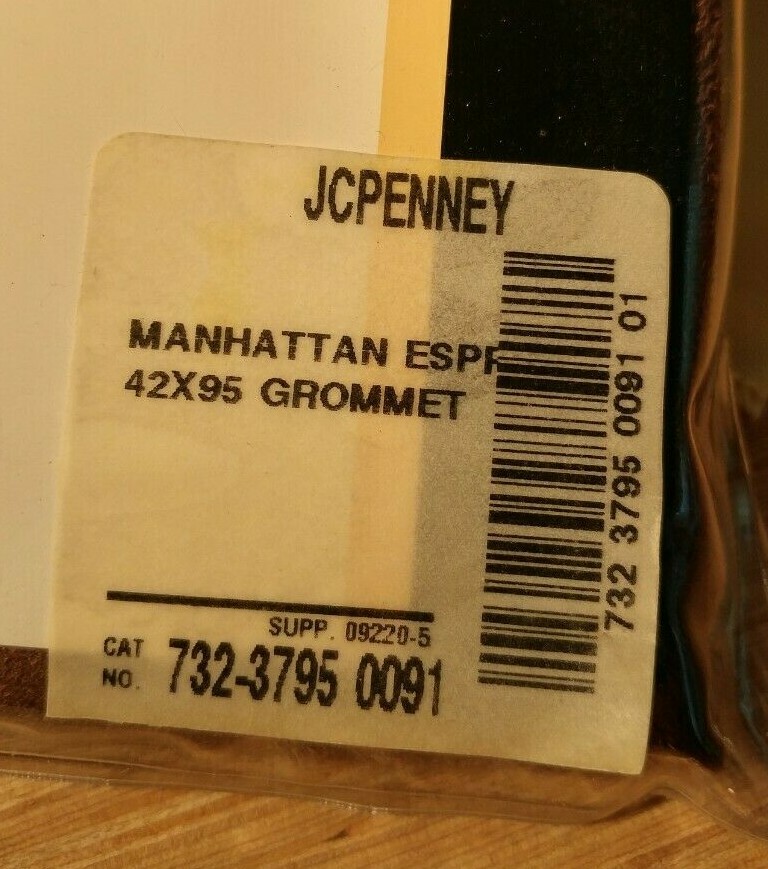 JCPENNEY
MANHATTAN ESPR
42X95 GROMMET
SUPP. 09220-5
CAT NO. 732-3795 0091
732 3795 0091 01